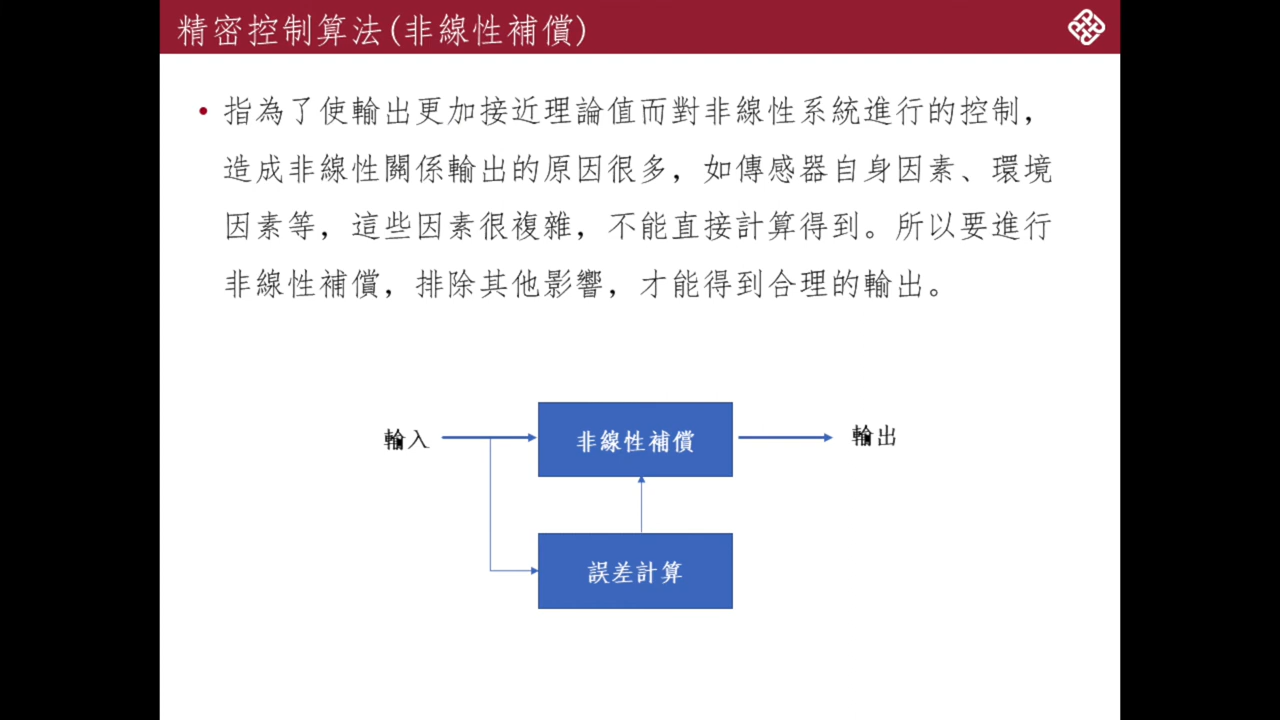 精密控制算法(非線性補償)
• 指為了使輸出更加接近理論值而對非線性系統進行的控制,
造成非線性關係輸出的原因很多, 如傳感器自身因素、環境
因素等, 這些因素很複雜, 不能直接計算得到。所以要進行
非線性補償, 排除其他影響, 才能得到合理的輸出。
輸入
非線性補償
輸出
誤差計算